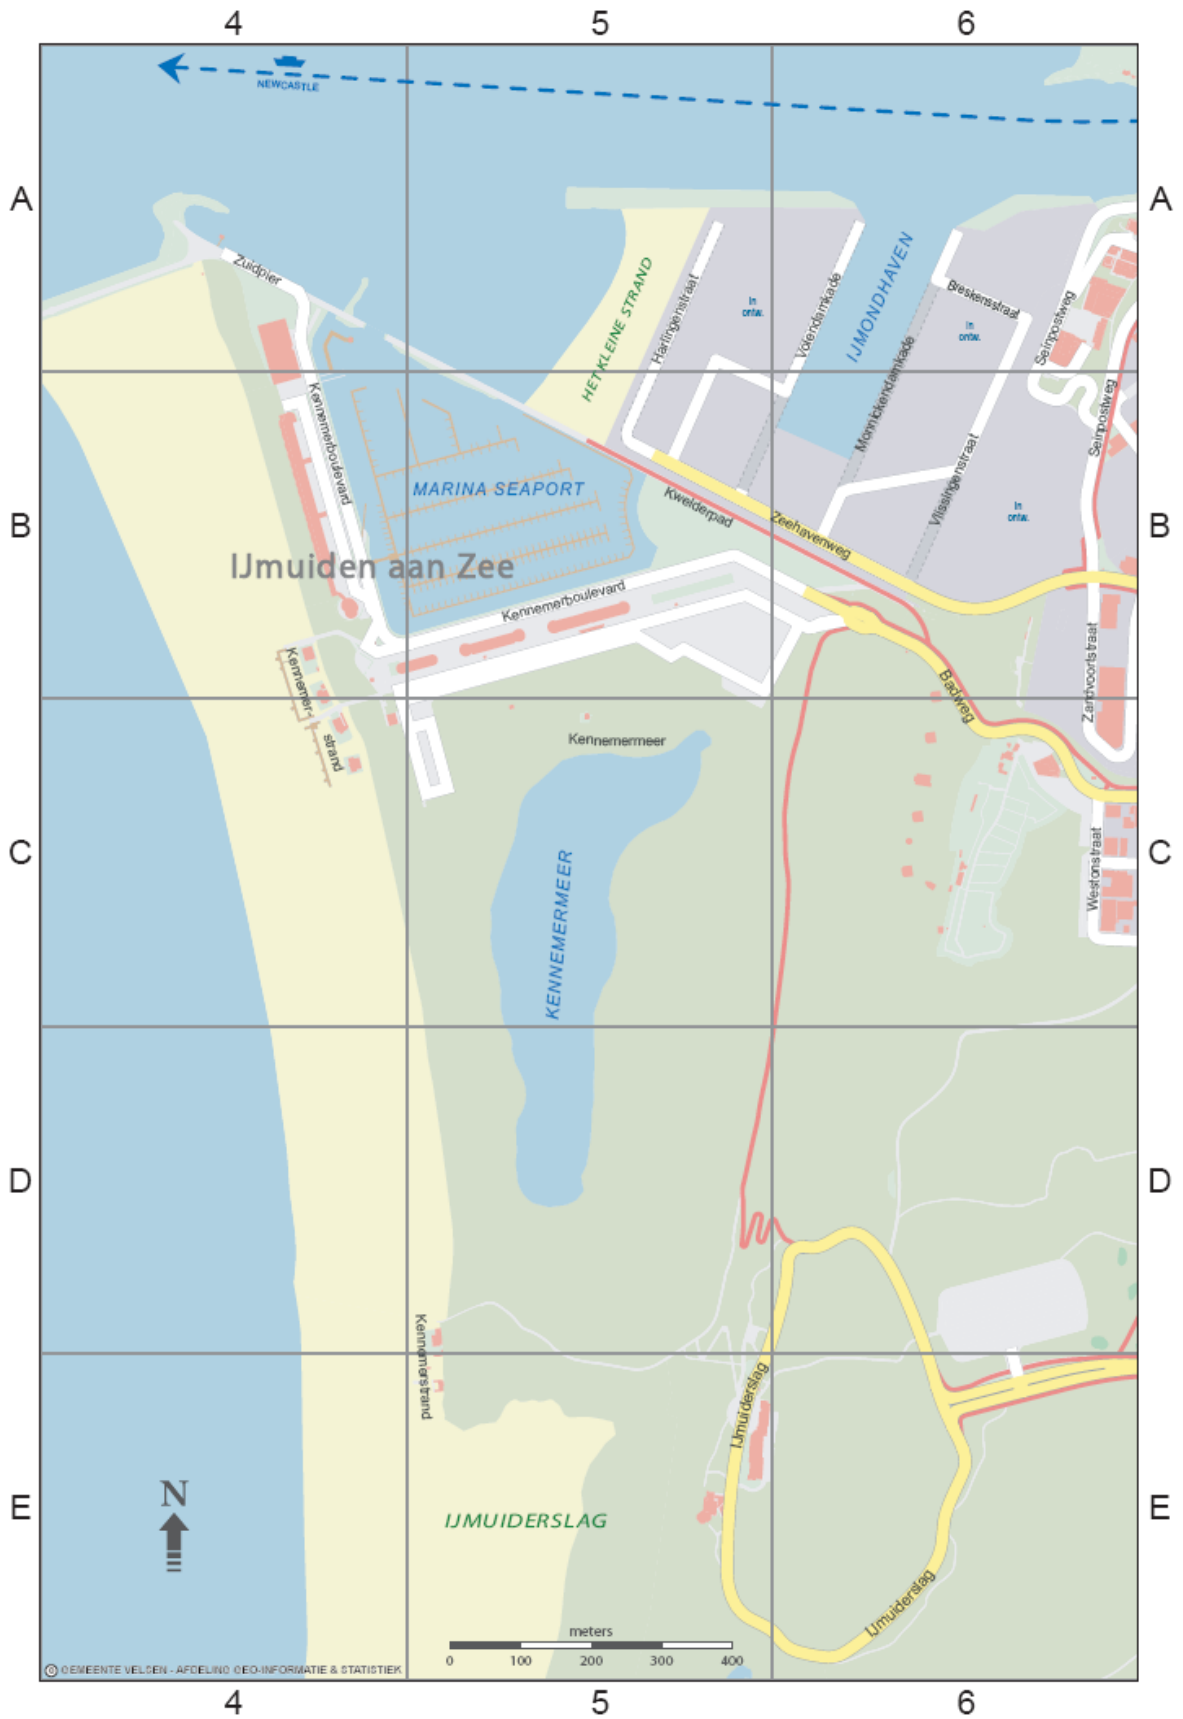 4 5 6
NEWCASTLE
A A
Zuidpier
HET KLEINE STRAND
Harlingenstraat
In
ontw.
Volendamkade
IJMONDHAVEN
Breskensstraat
In
ontw.
Seinpostweg
Monnickendamkade
Kennemerboulevard
Seinpostweg
MARINA SEAPORT
Kwelderpad
Zeehavenweg
Vlissingenstraat
In
ontw.
B B
IJmuiden aan Zee
Kennemerboulevard
Kennemer-
strand
Badweg
Zandvoortstraat
Kennemermeer
C C
KENNEMERMEER
Westonstraat
D D
Kennemerstrand
IJmuiderslag
N
E E
IJMUIDERSLAG
IJmuiderslag
meters
0 100 200 300 400
© GEMEENTE VELSEN - AFDELING GEO-INFORMATIE & STATISTIEK
4 5 6